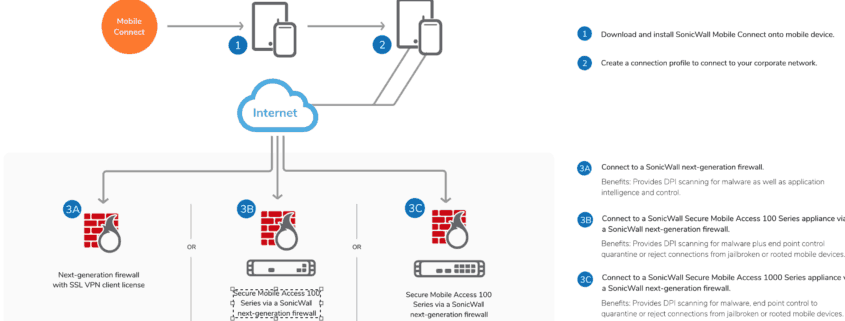 Mobile
Connect
1
2
1 Download and install SonicWall Mobile Connect onto mobile device.
2 Create a connection profile to connect to your corporate network.
Internet
3A
3B
3C
OR
OR
Next-generation firewall
with SSL VPN client license
Secure Mobile Access 100
Series via a SonicWall
next-generation firewall
Secure Mobile Access 100
Series via a SonicWall
next-generation firewall
3A Connect to a SonicWall next-generation firewall.
Benefits: Provides DPI scanning for malware as well as application
intelligence and control.
3B Connect to a SonicWall Secure Mobile Access 100 Series appliance via
a SonicWall next-generation firewall.
Benefits: Provides DPI scanning for malware plus end point control
quarantine or reject connections from jailbroken or rooted mobile devices.
3C Connect to a SonicWall Secure Mobile Access 1000 Series appliance
a SonicWall next-generation firewall.
Benefits: Provides DPI scanning for malware, end point control to
quarantine or reject connections from jailbroken or rooted mobile devices.